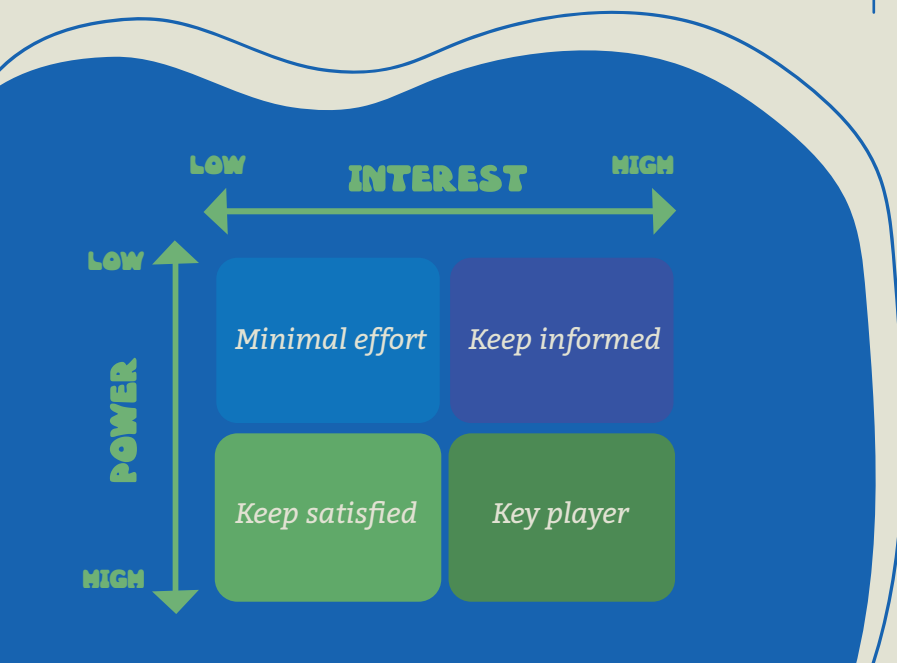 LOW
INTEREST
HIGH
LOW
POWER
HIGH
Minimal effort
Keep informed
Keep satisfied
Key player